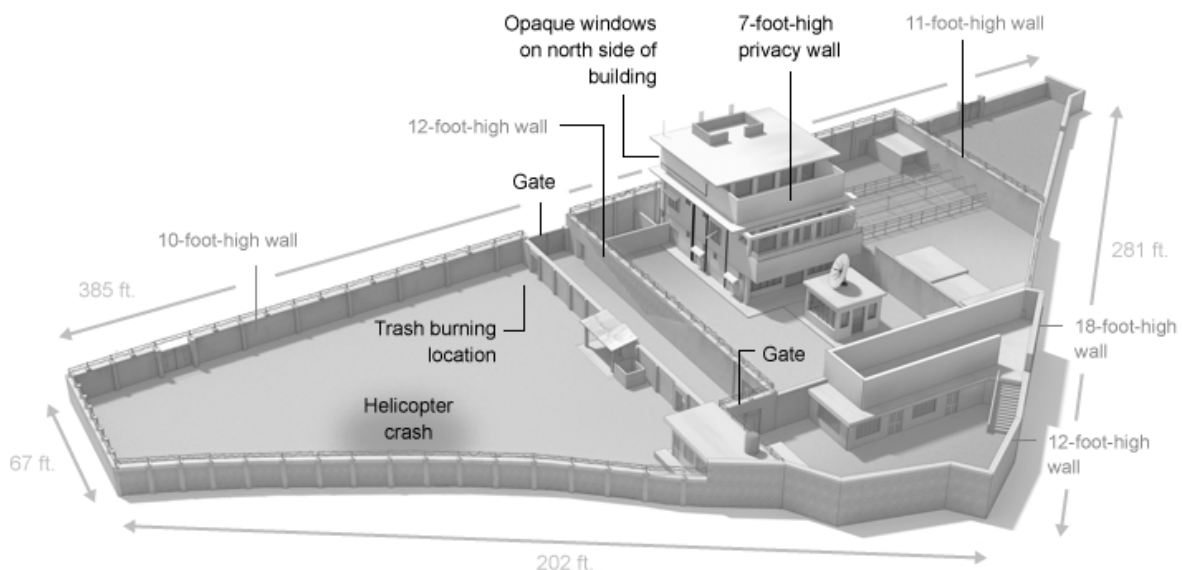 Opaque windows
on north side of
building
7-foot-high
privacy wall
11-foot-high wall
12-foot-high wall
Gate
10-foot-high wall
385 ft.
281 ft.
Trash burning
location
18-foot-high
wall
Gate
Helicopter
crash
12-foot-high
wall
67 ft.
202 ft.